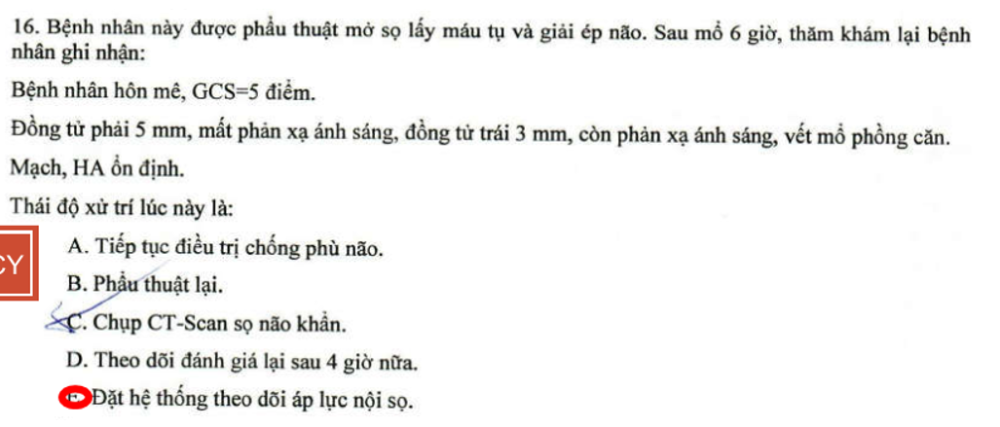 16. Bệnh nhân này được phẫu thuật mở sọ lấy máu tụ và giải ép não. Sau mổ 6 giờ, thăm khám lại bệnh
nhân ghi nhận:
Bệnh nhân hôn mê, GCS=5 điểm.
Đồng tử phải 5 mm, mất phản xạ ánh sáng, đồng tử trái 3 mm, còn phản xạ ánh sáng, vết mổ phồng căn.
Mạch, HA ổn định.
Thái độ xử trí lúc này là:
A. Tiếp tục điều trị chống phù não.
CY
B. Phẫu thuật lại.
C. Chụp CT-Scan sọ não khẩn.
D. Theo dõi đánh giá lại sau 4 giờ nữa.
Đặt hệ thống theo dõi áp lực nội sọ.